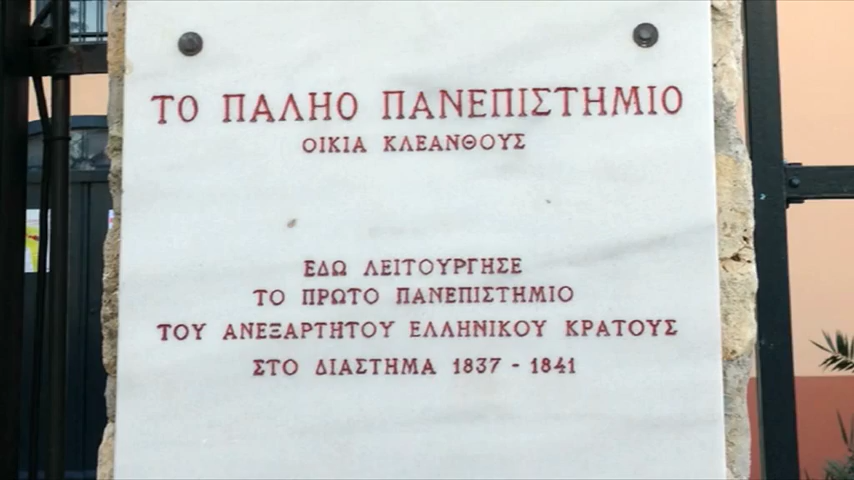 ΤΟ ΠΑΛΗΟ ΠΑΝΕΠΙΣΤΗΜΙΟ
ΟΙΚΙΑ ΚΛΕΑΝΘΟΥΣ
ΕΔΩ ΛΕΙΤΟΥΡΓΗΣΕ
ΤΟ ΠΡΩΤΟ ΠΑΝΕΠΙΣΤΗΜΙΟ
ΤΟΥ ΑΝΕΞΑΡΤΗΤΟΥ ΕΛΛΗΝΙΚΟΥ ΚΡΑΤΟΥΣ
ΣΤΟ ΔΙΑΣΤΗΜΑ 1837 - 1841